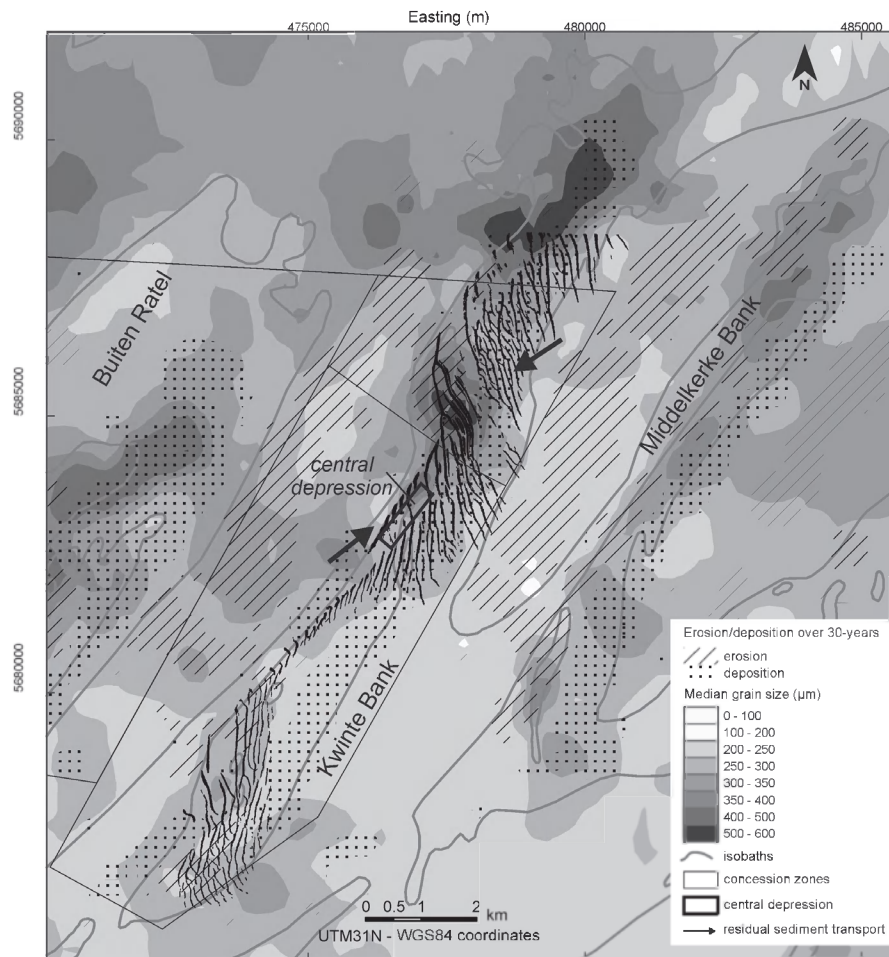 Easting (m)
475000 480000 485000
5690000
N
Buiten Ratel
Middelkerke Bank
5685000
central
depression
5680000
Kwinte Bank
0 0.5 1 2
km
UTM31N - WGS84 coordinates
Erosion/deposition over 30-years
erosion
deposition
Median grain size (µm)
0 - 100
100 - 200
200 - 250
250 - 300
300 - 350
350 - 400
400 - 500
500 - 600
isobaths
concession zones
central depression
residual sediment transport